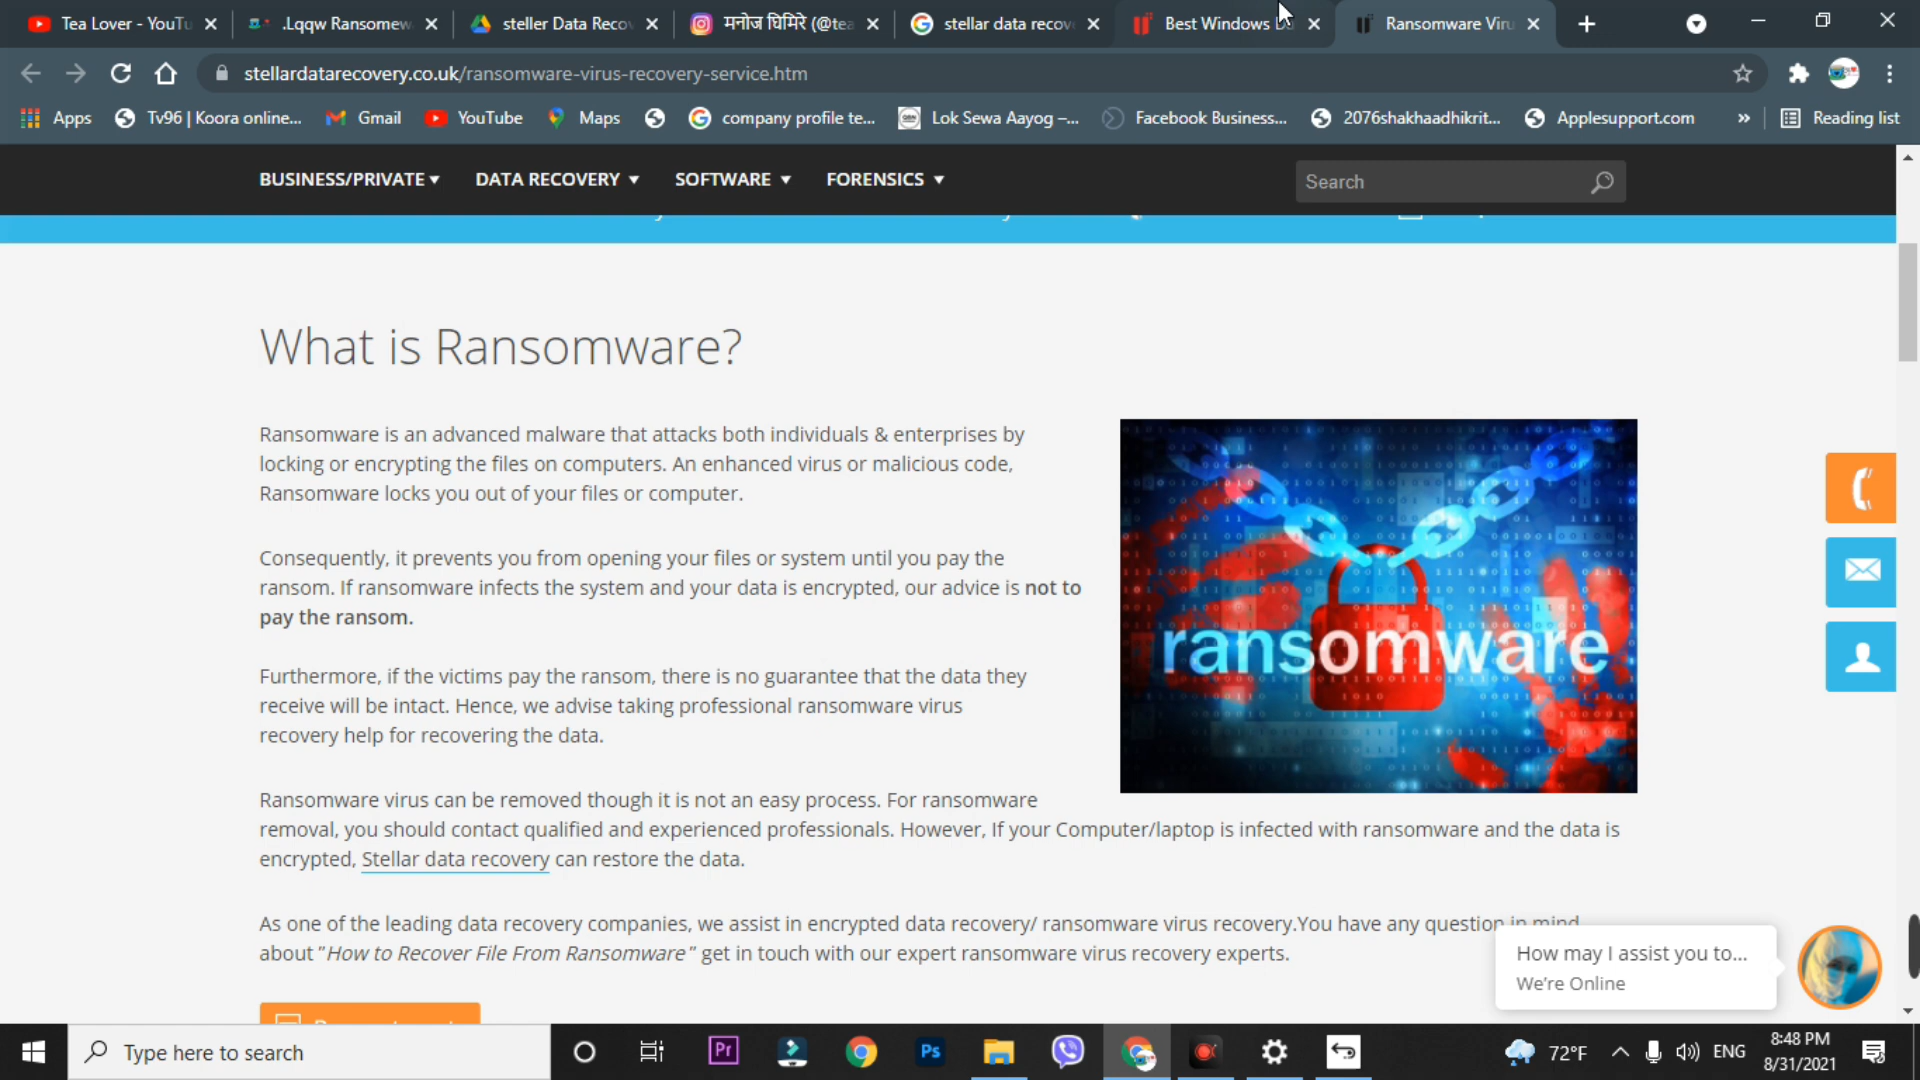 Tea Lover - YouTu
.Lqqw Ransomew
steller Data Reco
मनोज घिमिरे (@tea
stellar data recov
Best Windows D
Ransomware Viru
stellardatarecovery.co.uk/ransomware-virus-recovery-service.htm
Apps
Tv96 | Koora online...
Gmail
YouTube
Maps
company profile te...
Lok Sewa Aayog –...
Facebook Business...
2076shakhaadhikrit...
Applesupport.com
»
Reading list
BUSINESS/PRIVATE
DATA RECOVERY
SOFTWARE
FORENSICS
Search
What is Ransomware?
Ransomware is an advanced malware that attacks both individuals & enterprises by
locking or encrypting the files on computers. An enhanced virus or malicious code,
Ransomware locks you out of your files or computer.
Consequently, it prevents you from opening your files or system until you pay the
ransom. If ransomware infects the system and your data is encrypted, our advice is not to
pay the ransom.
Furthermore, if the victims pay the ransom, there is no guarantee that the data they
receive will be intact. Hence, we advise taking professional ransomware virus
recovery help for recovering the data.
ransomware
Ransomware virus can be removed though it is not an easy process. For ransomware
removal, you should contact qualified and experienced professionals. However, If your Computer/laptop is infected with ransomware and the data is
encrypted, Stellar data recovery can restore the data.
As one of the leading data recovery companies, we assist in encrypted data recovery/ ransomware virus recovery.You have any question in mind
about "How to Recover File From Ransomware" get in touch with our expert ransomware virus recovery experts.
How may I assist you to...
We're Online
Type here to search
Pr
Ps
72°F
ENG
8:48 PM
8/31/2021